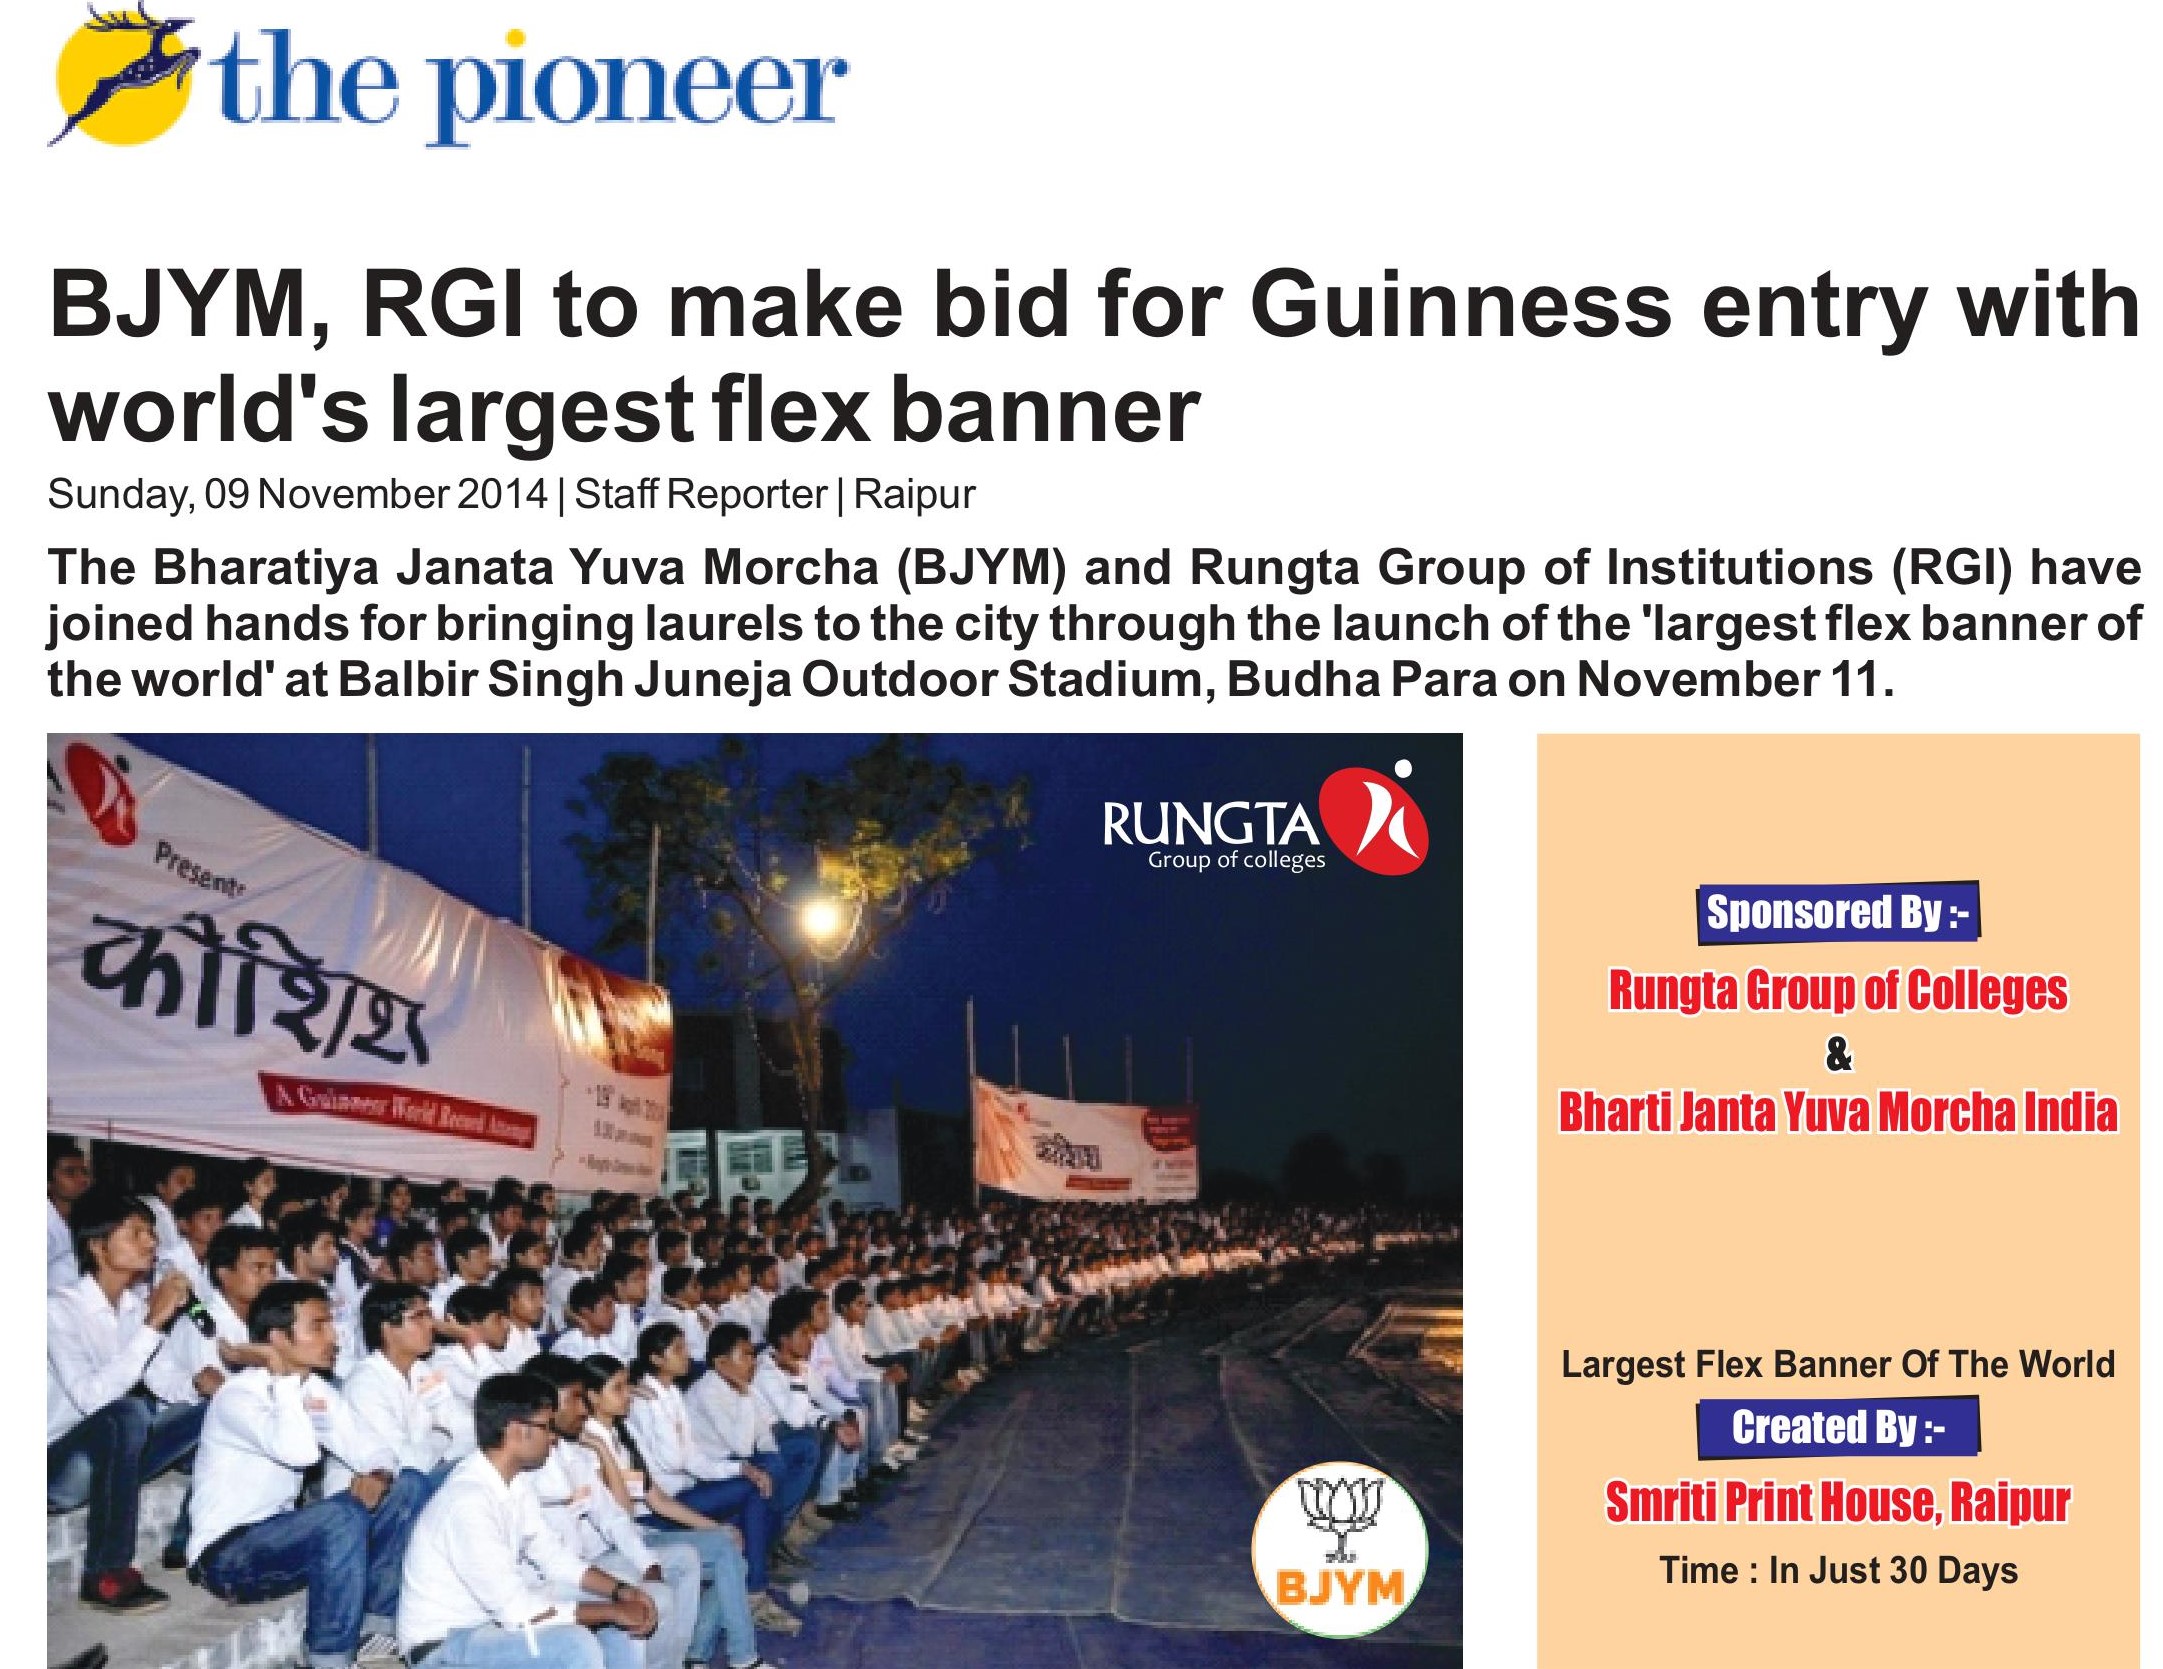 the pioneer
BJYM, RGI to make bid for Guinness entry with
world's largest flex banner
Sunday, 09 November 2014 | Staff Reporter | Raipur
The Bharatiya Janata Yuva Morcha (BJYM) and Rungta Group of Institutions (RGI) have
joined hands for bringing laurels to the city through the launch of the 'largest flex banner of
the world' at Balbir Singh Juneja Outdoor Stadium, Budha Para on November 11.
RUNGTA
Group of colleges
Presents
कौशिश
A Guinness World Record Attempt
कौशिश
BJYM
Sponsored By :-
Rungta Group of Colleges
&
Bharti Janta Yuva Morcha India
Largest Flex Banner Of The World
Created By :-
Smriti Print House, Raipur
Time : In Just 30 Days